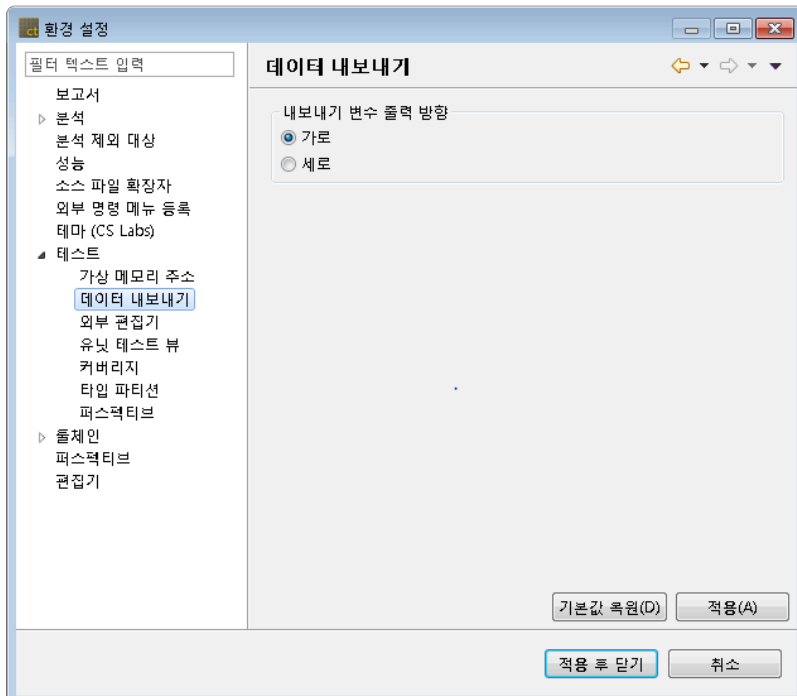 ct 환경 설정
필터 텍스트 입력
보고서
분석
분석 제외 대상
성능
소스 파일 확장자
외부 명령 메뉴 등록
테마 (CS Labs)
테스트
가상 메모리 주소
데이터 내보내기
외부 편집기
유닛 테스트 뷰
커버리지
타입 파티션
퍼스펙티브
툴체인
퍼스펙티브
편집기
데이터 내보내기
내보내기 변수 출력 방향
가로
세로
기본값 복원(D)
적용(A)
적용 후 닫기
취소